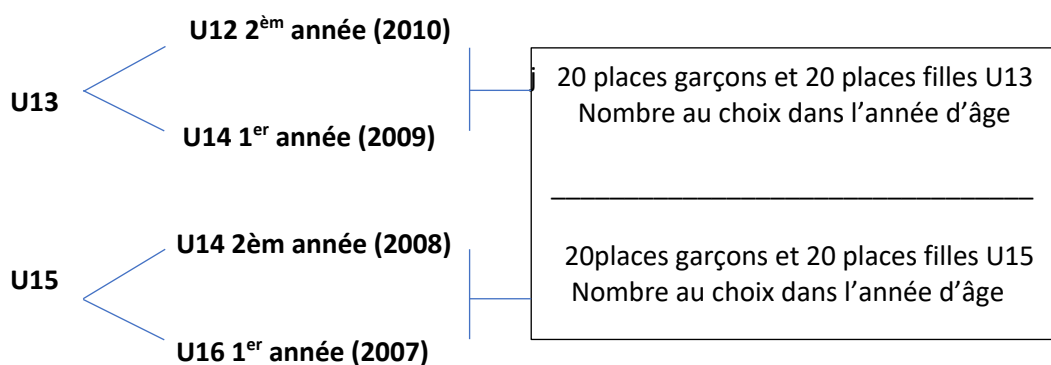 U12 2èm année (2010)
U13
U14 1er année (2009)
j 20 places garçons et 20 places filles U13
Nombre au choix dans l’année d’âge
U14 2èm année (2008)
U15
U16 1er année (2007)
20places garçons et 20 places filles U15
Nombre au choix dans l’année d’âge